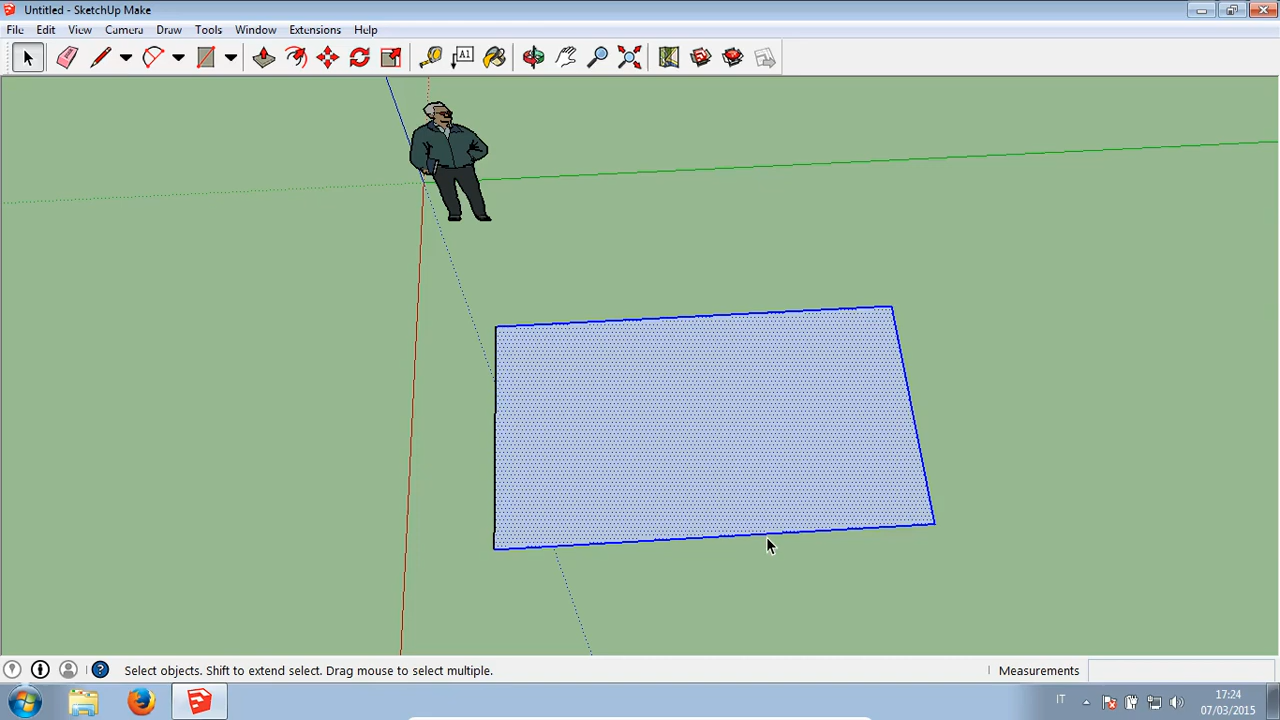 Untitled - SketchUp Make
File Edit View Camera Draw Tools Window Extensions Help
A1
Select objects. Shift to extend select. Drag mouse to select multiple.
Measurements
IT
17:24
07/03/2015